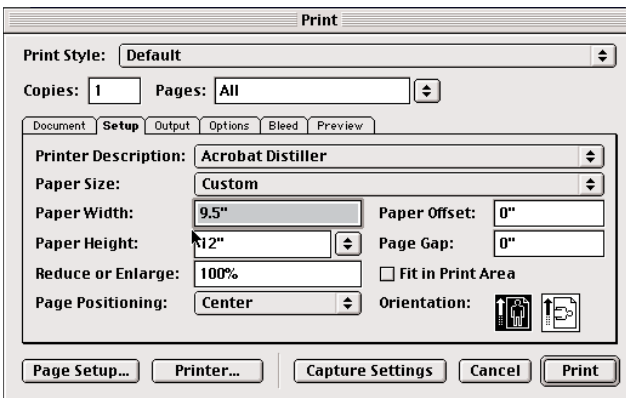 Print
Print Style: Default
Copies: 1 Pages: All
Document Setup Output Options Bleed Preview
Printer Description: Acrobat Distiller
Paper Size: Custom
Paper Width: 9.5" Paper Offset: 0"
Paper Height: 12" Page Gap: 0"
Reduce or Enlarge: 100% Fit in Print Area
Page Positioning: Center Orientation:
Page Setup... Printer... Capture Settings Cancel Print